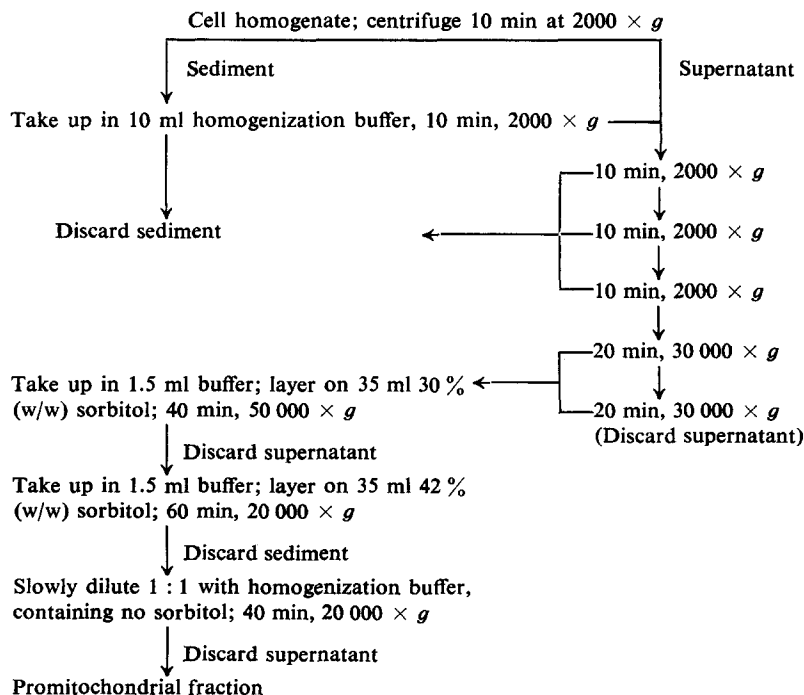 Cell homogenate; centrifuge 10 min at 2000 × g
Sediment
Supernatant
Take up in 10 ml homogenization buffer, 10 min, 2000 × g
10 min, 2000 × g
Discard sediment
10 min, 2000 × g
10 min, 2000 × g
20 min, 30 000 × g
Take up in 1.5 ml buffer; layer on 35 ml 30 %
(w/w) sorbitol; 40 min, 50 000 × g
20 min, 30 000 × g
(Discard supernatant)
Discard supernatant
Take up in 1.5 ml buffer; layer on 35 ml 42 %
(w/w) sorbitol; 60 min, 20 000 × g
Discard sediment
Slowly dilute 1 : 1 with homogenization buffer,
containing no sorbitol; 40 min, 20 000 × g
Discard supernatant
Promitochondrial fraction